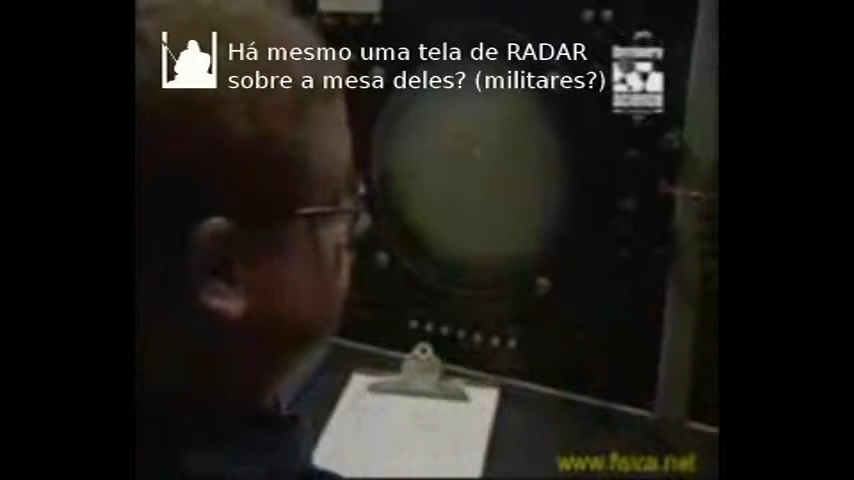 Há mesmo uma tela de RADAR
sobre a mesa deles? (militares?)
www.fisica.net